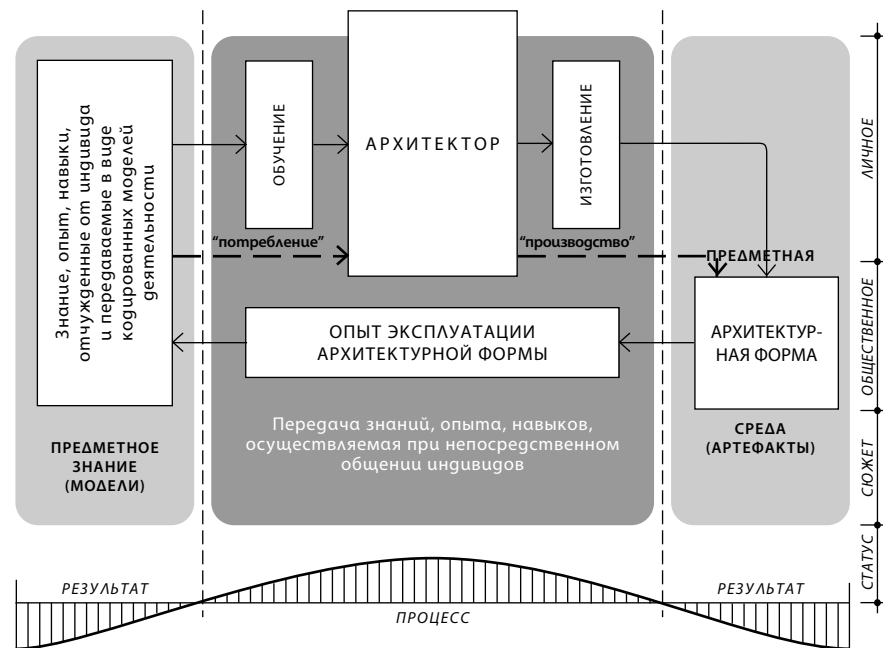 Знание, опыт, навыки,
отчужденные от индивида
и передаваемые в виде
кодированных моделей
деятельности
ПРЕДМЕТНОЕ
ЗНАНИЕ
(МОДЕЛИ)
ОБУЧЕНИЕ
АРХИТЕКТОР
ИЗГОТОВЛЕНИЕ
"потребление"
"производство"
ПРЕДМЕТНАЯ
ОПЫТ ЭКСПЛУАТАЦИИ
АРХИТЕКТУРНОЙ ФОРМЫ
АРХИТЕКТУР-
НАЯ ФОРМА
Передача знаний, опыта, навыков,
осуществляемая при непосредственном
общении индивидов
СРЕДА
(АРТЕФАКТЫ)
ЛИЧНОЕ
ОБЩЕСТВЕННОЕ
СЮЖЕТ
СТАТУС
РЕЗУЛЬТАТ
ПРОЦЕСС
РЕЗУЛЬТАТ